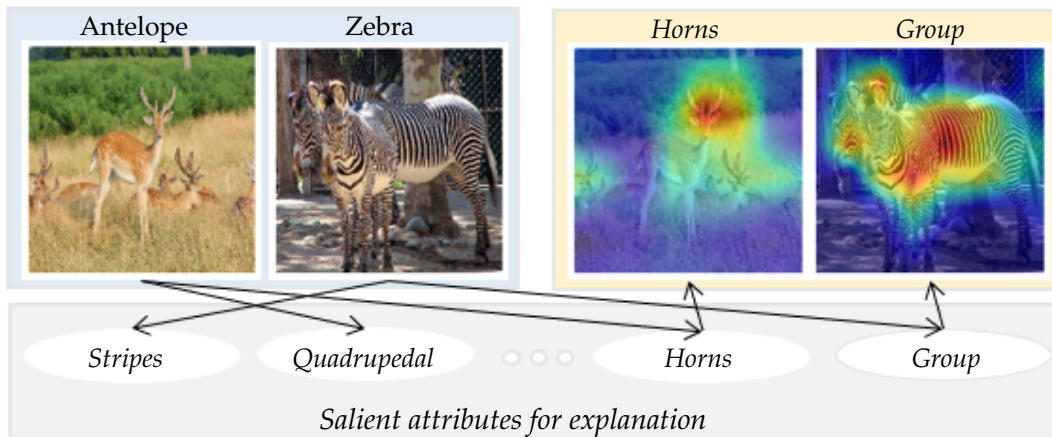 Antelope Zebra Horns Group
Stripes Quadrupedal Horns Group
Salient attributes for explanation